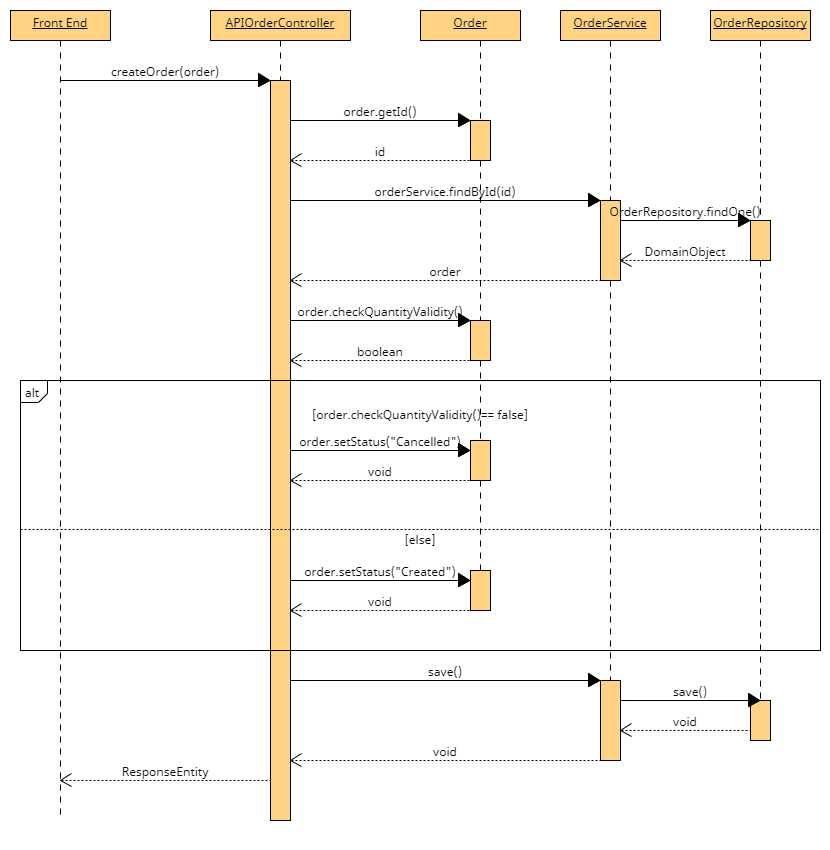 Front End
APIOrderController
Order
OrderService
OrderRepository
createOrder(order)
order.getId()
id
orderService.findById(id)
OrderRepository.findOne()
DomainObject
order
order.checkQuantityValidity()
boolean
alt
[order.checkQuantityValidity()== false]
order.setStatus("Cancelled")
void
[else]
order.setStatus("Created")
void
save()
save()
void
void
ResponseEntity